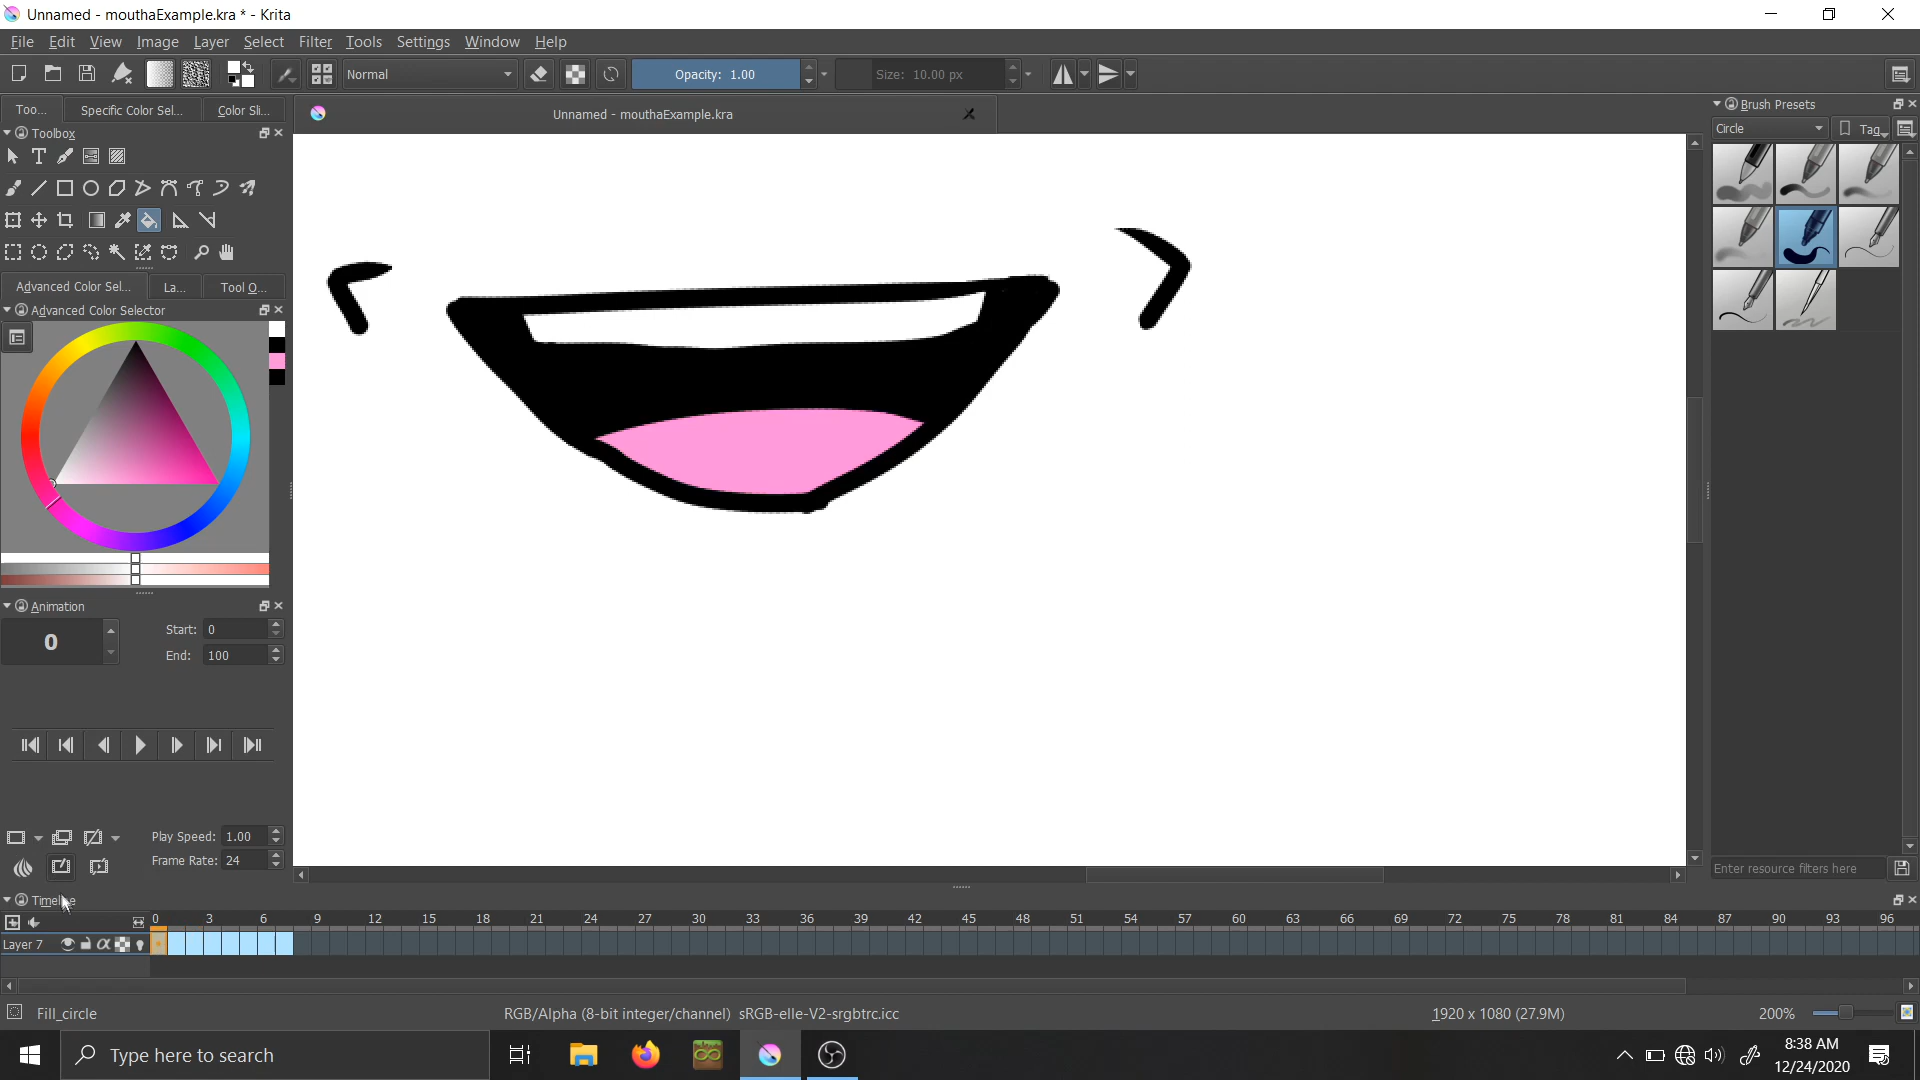 Unnamed - mouthaExample.kra * - Krita
File Edit View Image Layer Select Filter Tools Settings Window Help
Normal Opacity: 1.00 Size: 10.00 px
Too... Specific Color Sel... Color Sli...
Unnamed - mouthaExample.kra
Brush Presets
Toolbox
Circle Tag
Advanced Color Sel... La... Tool O...
Advanced Color Selector
Animation
0 Start: 0
End: 100
Play Speed: 1.00
Frame Rate: 24
Enter resource filters here
Timeline
0 3 6 9 12 15 18 21 24 27 30 33 36 39 42 45 48 51 54 57 60 63 66 69 72 75 78 81 84 87 90 93 96
Layer 7
Fill_circle RGB/Alpha (8-bit integer/channel) sRGB-elle-V2-srgbtrc.icc 1920 x 1080 (27.9M) 200%
Type here to search
8:38 AM
12/24/2020